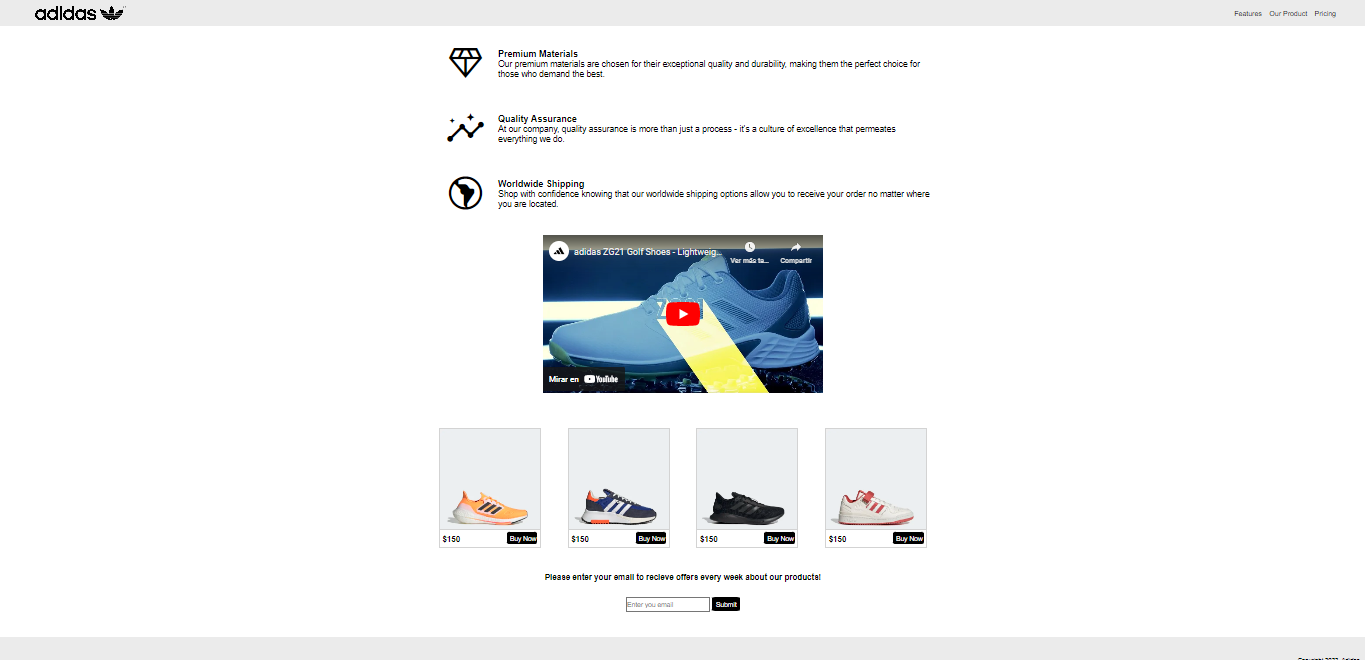 adidas
Features Our Product Pricing
Premium Materials
Our premium materials are chosen for their exceptional quality and durability, making them the perfect choice for
those who demand the best.
Quality Assurance
At our company, quality assurance is more than just a process - it's a culture of excellence that permeates
everything we do.
Worldwide Shipping
Shop with confidence knowing that our worldwide shipping options allow you to receive your order no matter where
you are located.
adidas ZG21 Golf Shoes - Lightweig...
Ver más ta... Compartir
Mirar en YouTube
$150 Buy Now $150 Buy Now $150 Buy Now $150 Buy Now
Please enter your email to recieve offers every week about our products!
Enter you email Submit